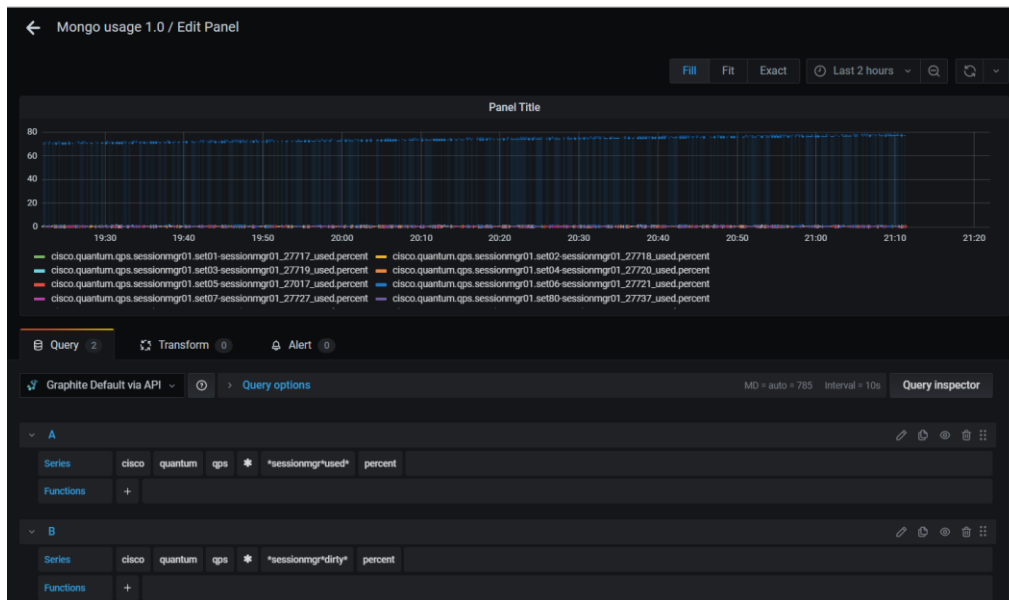 Mongo usage 1.0 / Edit Panel
Fill Fit Exact Last 2 hours
Panel Title
80
60
40
20
0
19:30 19:40 19:50 20:00 20:10 20:20 20:30 20:40 20:50 21:00 21:10 21:20
cisco.quantum.qps.sessionmgr01.set01-sessionmgr01_27717_used.percent cisco.quantum.qps.sessionmgr01.set02-sessionmgr01_27718_used.percent
cisco.quantum.qps.sessionmgr01.set03-sessionmgr01_27719_used.percent cisco.quantum.qps.sessionmgr01.set04-sessionmgr01_27720_used.percent
cisco.quantum.qps.sessionmgr01.set05-sessionmgr01_27017_used.percent cisco.quantum.qps.sessionmgr01.set06-sessionmgr01_27721_used.percent
cisco.quantum.qps.sessionmgr01.set07-sessionmgr01_27727_used.percent cisco.quantum.qps.sessionmgr01.set80-sessionmgr01_27737_used.percent
Query 2 Transform 0 Alert 0
Graphite Default via API Query options MD = auto = 785 Interval = 10s Query inspector
A
Series cisco quantum qps * *sessionmgr*used* percent
Functions +
B
Series cisco quantum qps * *sessionmgr*dirty* percent
Functions +